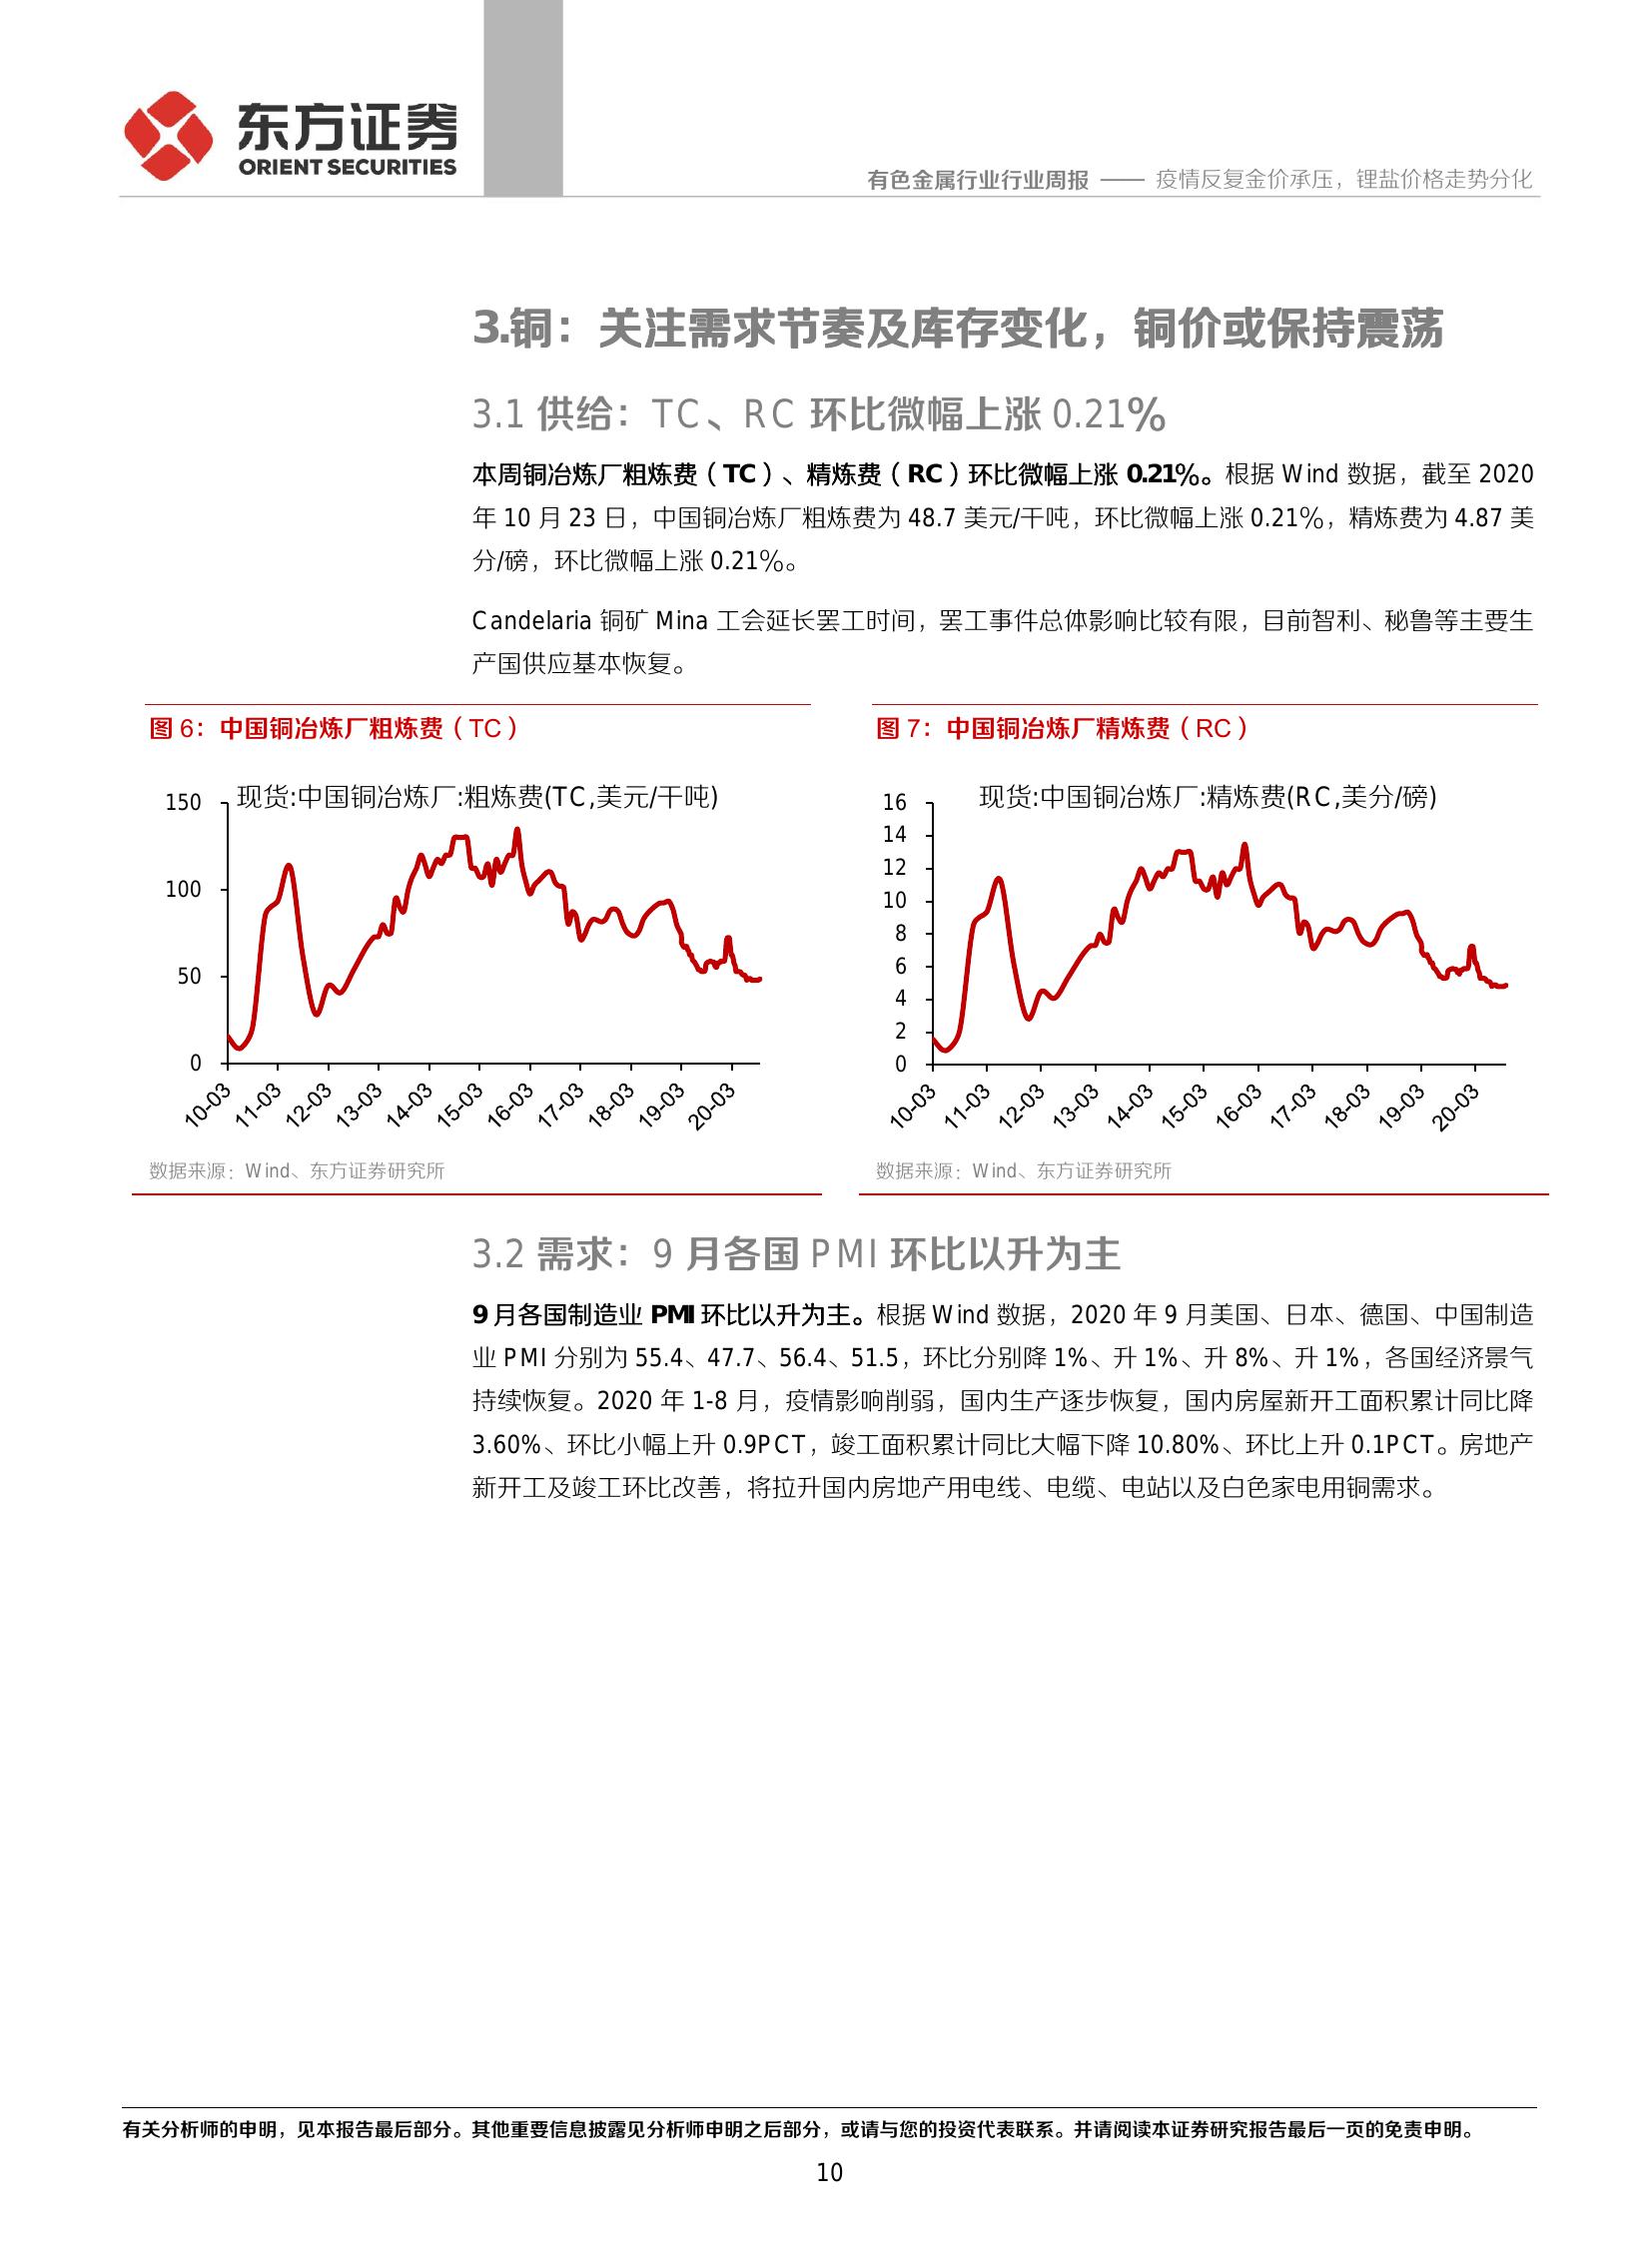 东方证券
ORIENT SECURITIES
有色金属行业行业周报 —— 疫情反复金价承压，锂盐价格走势分化
3.铜：关注需求节奏及库存变化，铜价或保持震荡
3.1 供给：TC、RC 环比微幅上涨 0.21%
本周铜冶炼厂粗炼费（TC）、精炼费（RC）环比微幅上涨 0.21%。根据 Wind 数据，截至 2020
年 10 月 23 日，中国铜冶炼厂粗炼费为 48.7 美元/干吨，环比微幅上涨 0.21%，精炼费为 4.87 美
分/磅，环比微幅上涨 0.21%。
Candelaria 铜矿 Mina 工会延长罢工时间，罢工事件总体影响比较有限，目前智利、秘鲁等主要生
产国供应基本恢复。
图 6：中国铜冶炼厂粗炼费（TC）
现货:中国铜冶炼厂:粗炼费(TC,美元/干吨)
150
100
50
0
10-03 11-03 12-03 13-03 14-03 15-03 16-03 17-03 18-03 19-03 20-03
数据来源：Wind、东方证券研究所
图 7：中国铜冶炼厂精炼费（RC）
现货:中国铜冶炼厂:精炼费(RC,美分/磅)
16
14
12
10
8
6
4
2
0
10-03 11-03 12-03 13-03 14-03 15-03 16-03 17-03 18-03 19-03 20-03
数据来源：Wind、东方证券研究所
3.2 需求：9 月各国 PMI 环比以升为主
9 月各国制造业 PMI 环比以升为主。根据 Wind 数据，2020 年 9 月美国、日本、德国、中国制造
业 PMI 分别为 55.4、47.7、56.4、51.5，环比分别降 1%、升 1%、升 8%、升 1%，各国经济景气
持续恢复。2020 年 1-8 月，疫情影响削弱，国内生产逐步恢复，国内房屋新开工面积累计同比降
3.60%、环比小幅上升 0.9PCT，竣工面积累计同比大幅下降 10.80%、环比上升 0.1PCT。房地产
新开工及竣工环比改善，将拉升国内房地产用电线、电缆、电站以及白色家电用铜需求。
有关分析师的申明，见本报告最后部分。其他重要信息披露见分析师申明之后部分，或请与您的投资代表联系。并请阅读本证券研究报告最后一页的免责申明。
10